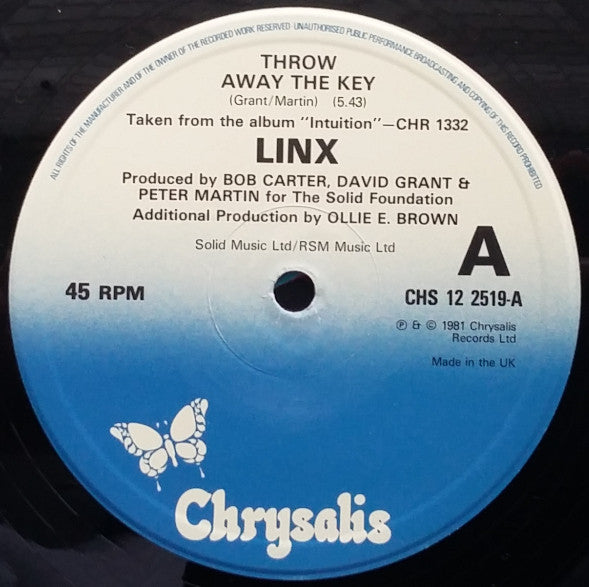 ALL RIGHTS OF THE MANUFACTURER AND OF THE OWNER OF THE RECORDED WORK RESERVED · UNAUTHORISED PUBLIC PERFORMANCE BROADCASTING AND COPYING OF THIS RECORD PROHIBITED
THROW
AWAY THE KEY
(Grant/Martin) (5.43)
Taken from the album "Intuition"—CHR 1332
LINX
Produced by BOB CARTER, DAVID GRANT &
PETER MARTIN for The Solid Foundation
Additional Production by OLLIE E. BROWN
Solid Music Ltd/RSM Music Ltd
A
45 RPM
CHS 12 2519-A
℗ & © 1981 Chrysalis
Records Ltd
Made in the UK
Chrysalis